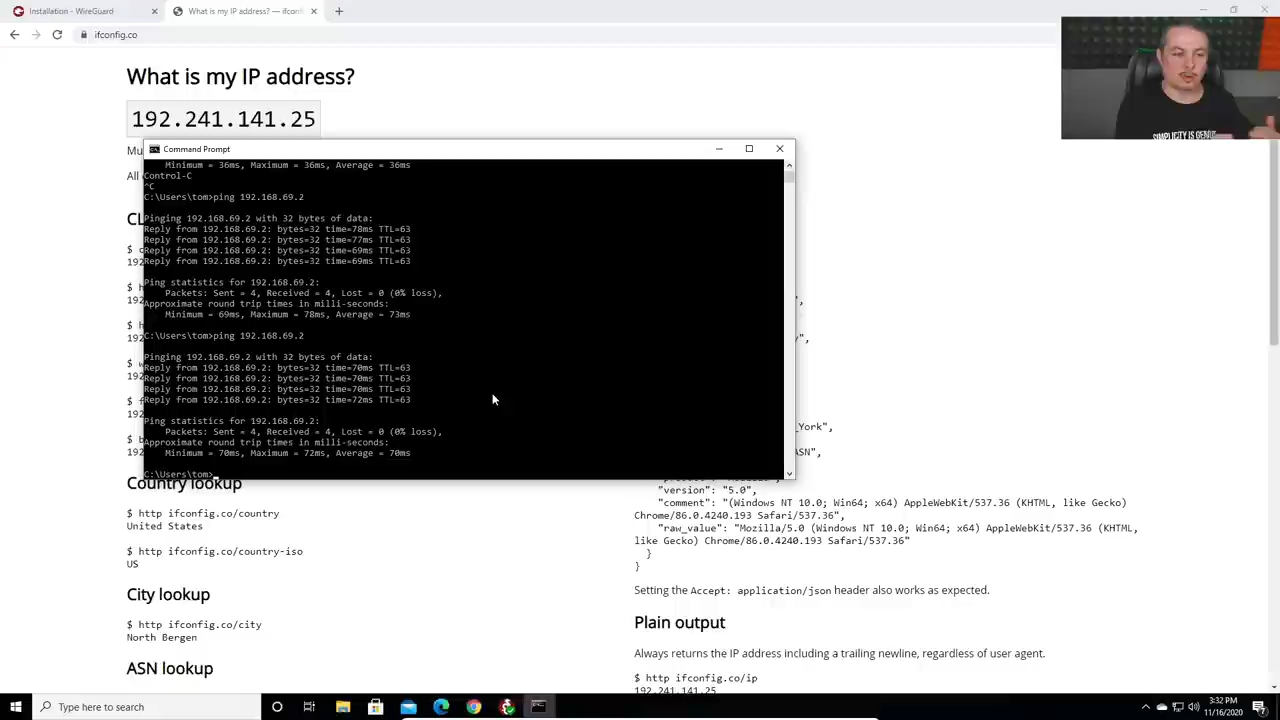 Installation - WireGuard
What is my IP address? — ifconfig
ifconfig.co
What is my IP address?
192.241.141.25
Mu
All
SIMPLICITY IS GENIUS
Command Prompt
Minimum = 36ms, Maximum = 36ms, Average = 36ms
Control-C
^C
C:\Users\tom>ping 192.168.69.2
Pinging 192.168.69.2 with 32 bytes of data:
Reply from 192.168.69.2: bytes=32 time=78ms TTL=63
Reply from 192.168.69.2: bytes=32 time=77ms TTL=63
Reply from 192.168.69.2: bytes=32 time=69ms TTL=63
Reply from 192.168.69.2: bytes=32 time=69ms TTL=63
Ping statistics for 192.168.69.2:
Packets: Sent = 4, Received = 4, Lost = 0 (0% loss),
Approximate round trip times in milli-seconds:
Minimum = 69ms, Maximum = 78ms, Average = 73ms
C:\Users\tom>ping 192.168.69.2
Pinging 192.168.69.2 with 32 bytes of data:
Reply from 192.168.69.2: bytes=32 time=70ms TTL=63
Reply from 192.168.69.2: bytes=32 time=70ms TTL=63
Reply from 192.168.69.2: bytes=32 time=70ms TTL=63
Reply from 192.168.69.2: bytes=32 time=72ms TTL=63
Ping statistics for 192.168.69.2:
Packets: Sent = 4, Received = 4, Lost = 0 (0% loss),
Approximate round trip times in milli-seconds:
Minimum = 70ms, Maximum = 72ms, Average = 70ms
C:\Users\tom>
Country lookup
$ http ifconfig.co/country
United States
$ http ifconfig.co/country-iso
US
City lookup
$ http ifconfig.co/city
North Bergen
ASN lookup
_York",
ASN",
"version": "5.0",
"comment": "(Windows NT 10.0; Win64; x64) AppleWebKit/537.36 (KHTML, like Gecko)
Chrome/86.0.4240.193 Safari/537.36",
"raw_value": "Mozilla/5.0 (Windows NT 10.0; Win64; x64) AppleWebKit/537.36 (KHTML,
like Gecko) Chrome/86.0.4240.193 Safari/537.36"
}
}
Setting the Accept: application/json header also works as expected.
Plain output
Always returns the IP address including a trailing newline, regardless of user agent.
$ http ifconfig.co/ip
192.241.141.25
Type here to search
3:32 PM
11/16/2020